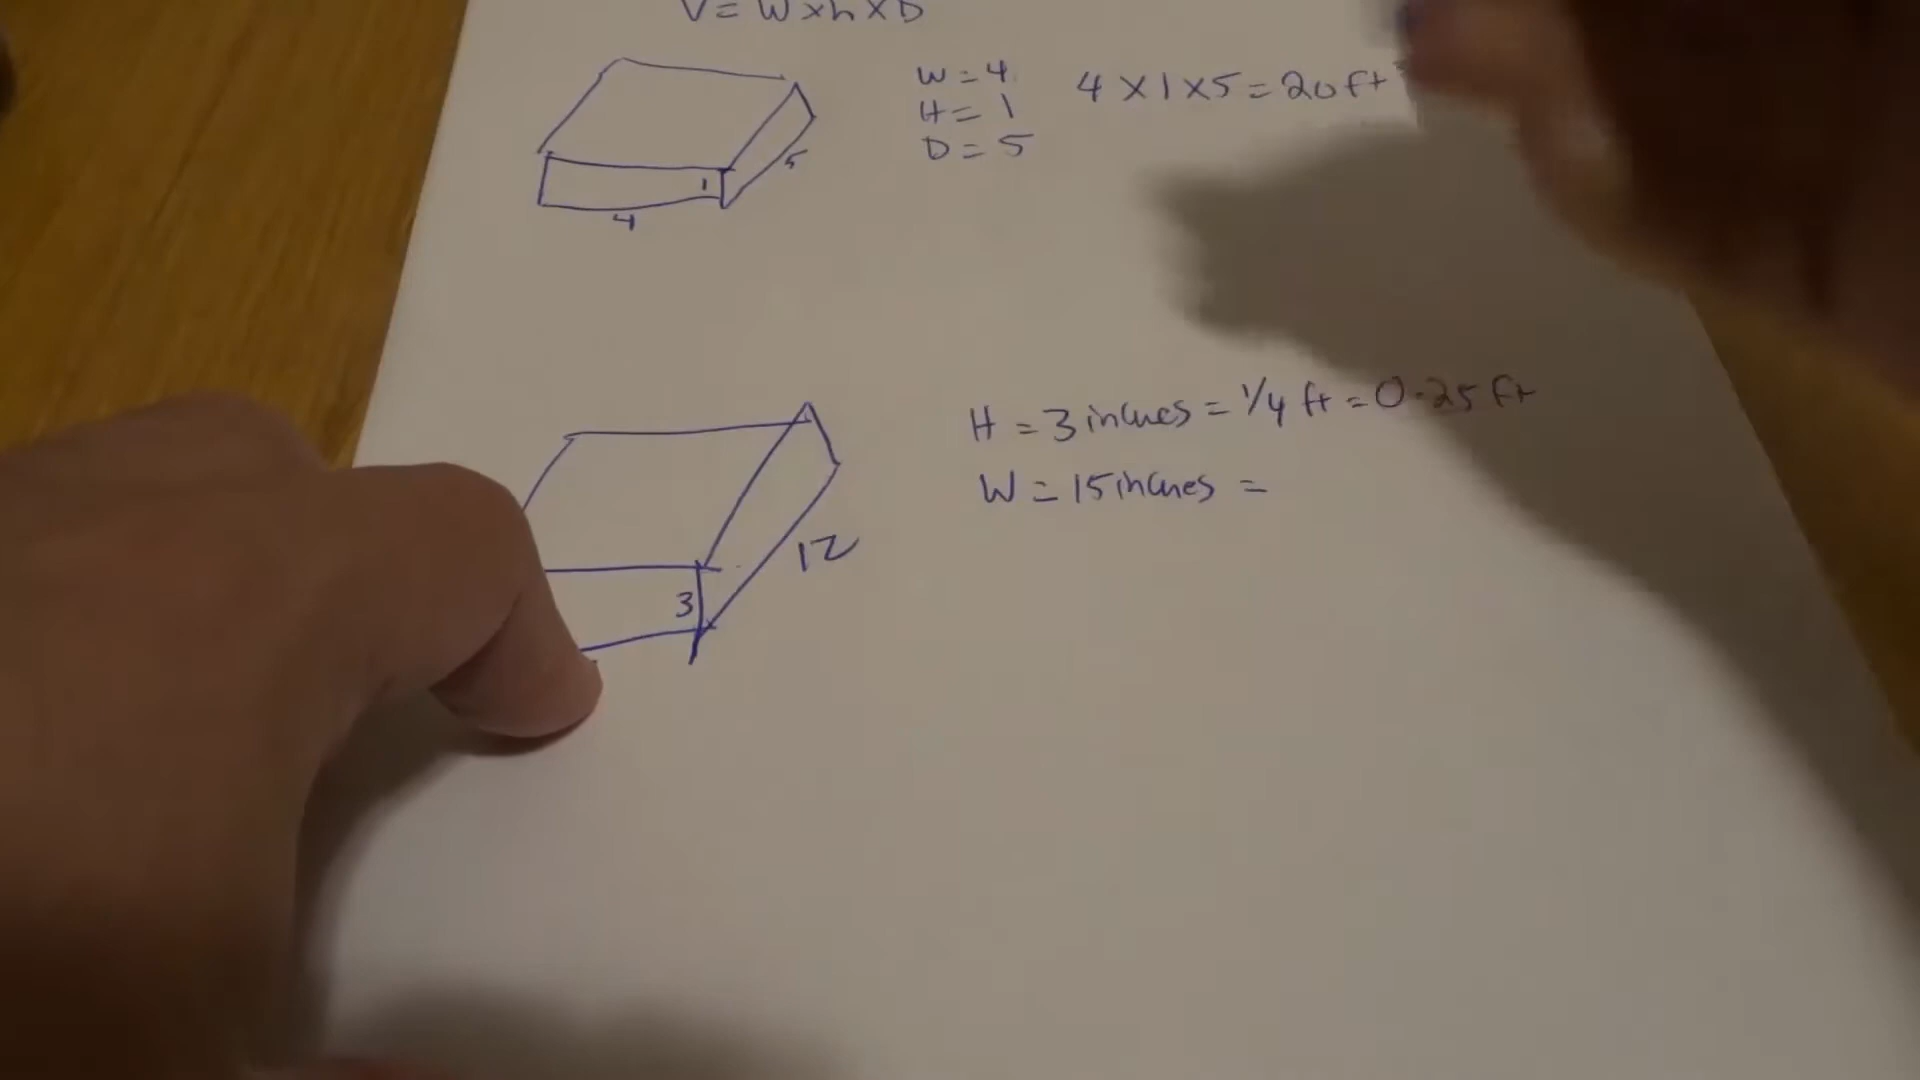 V = W x h x D
W = 4
H = 1
D = 5
4 x 1 x 5 = 20 ft
1
5
4
H = 3 inches = 1/4 ft = 0.25 ft
W = 15 inches =
12
3